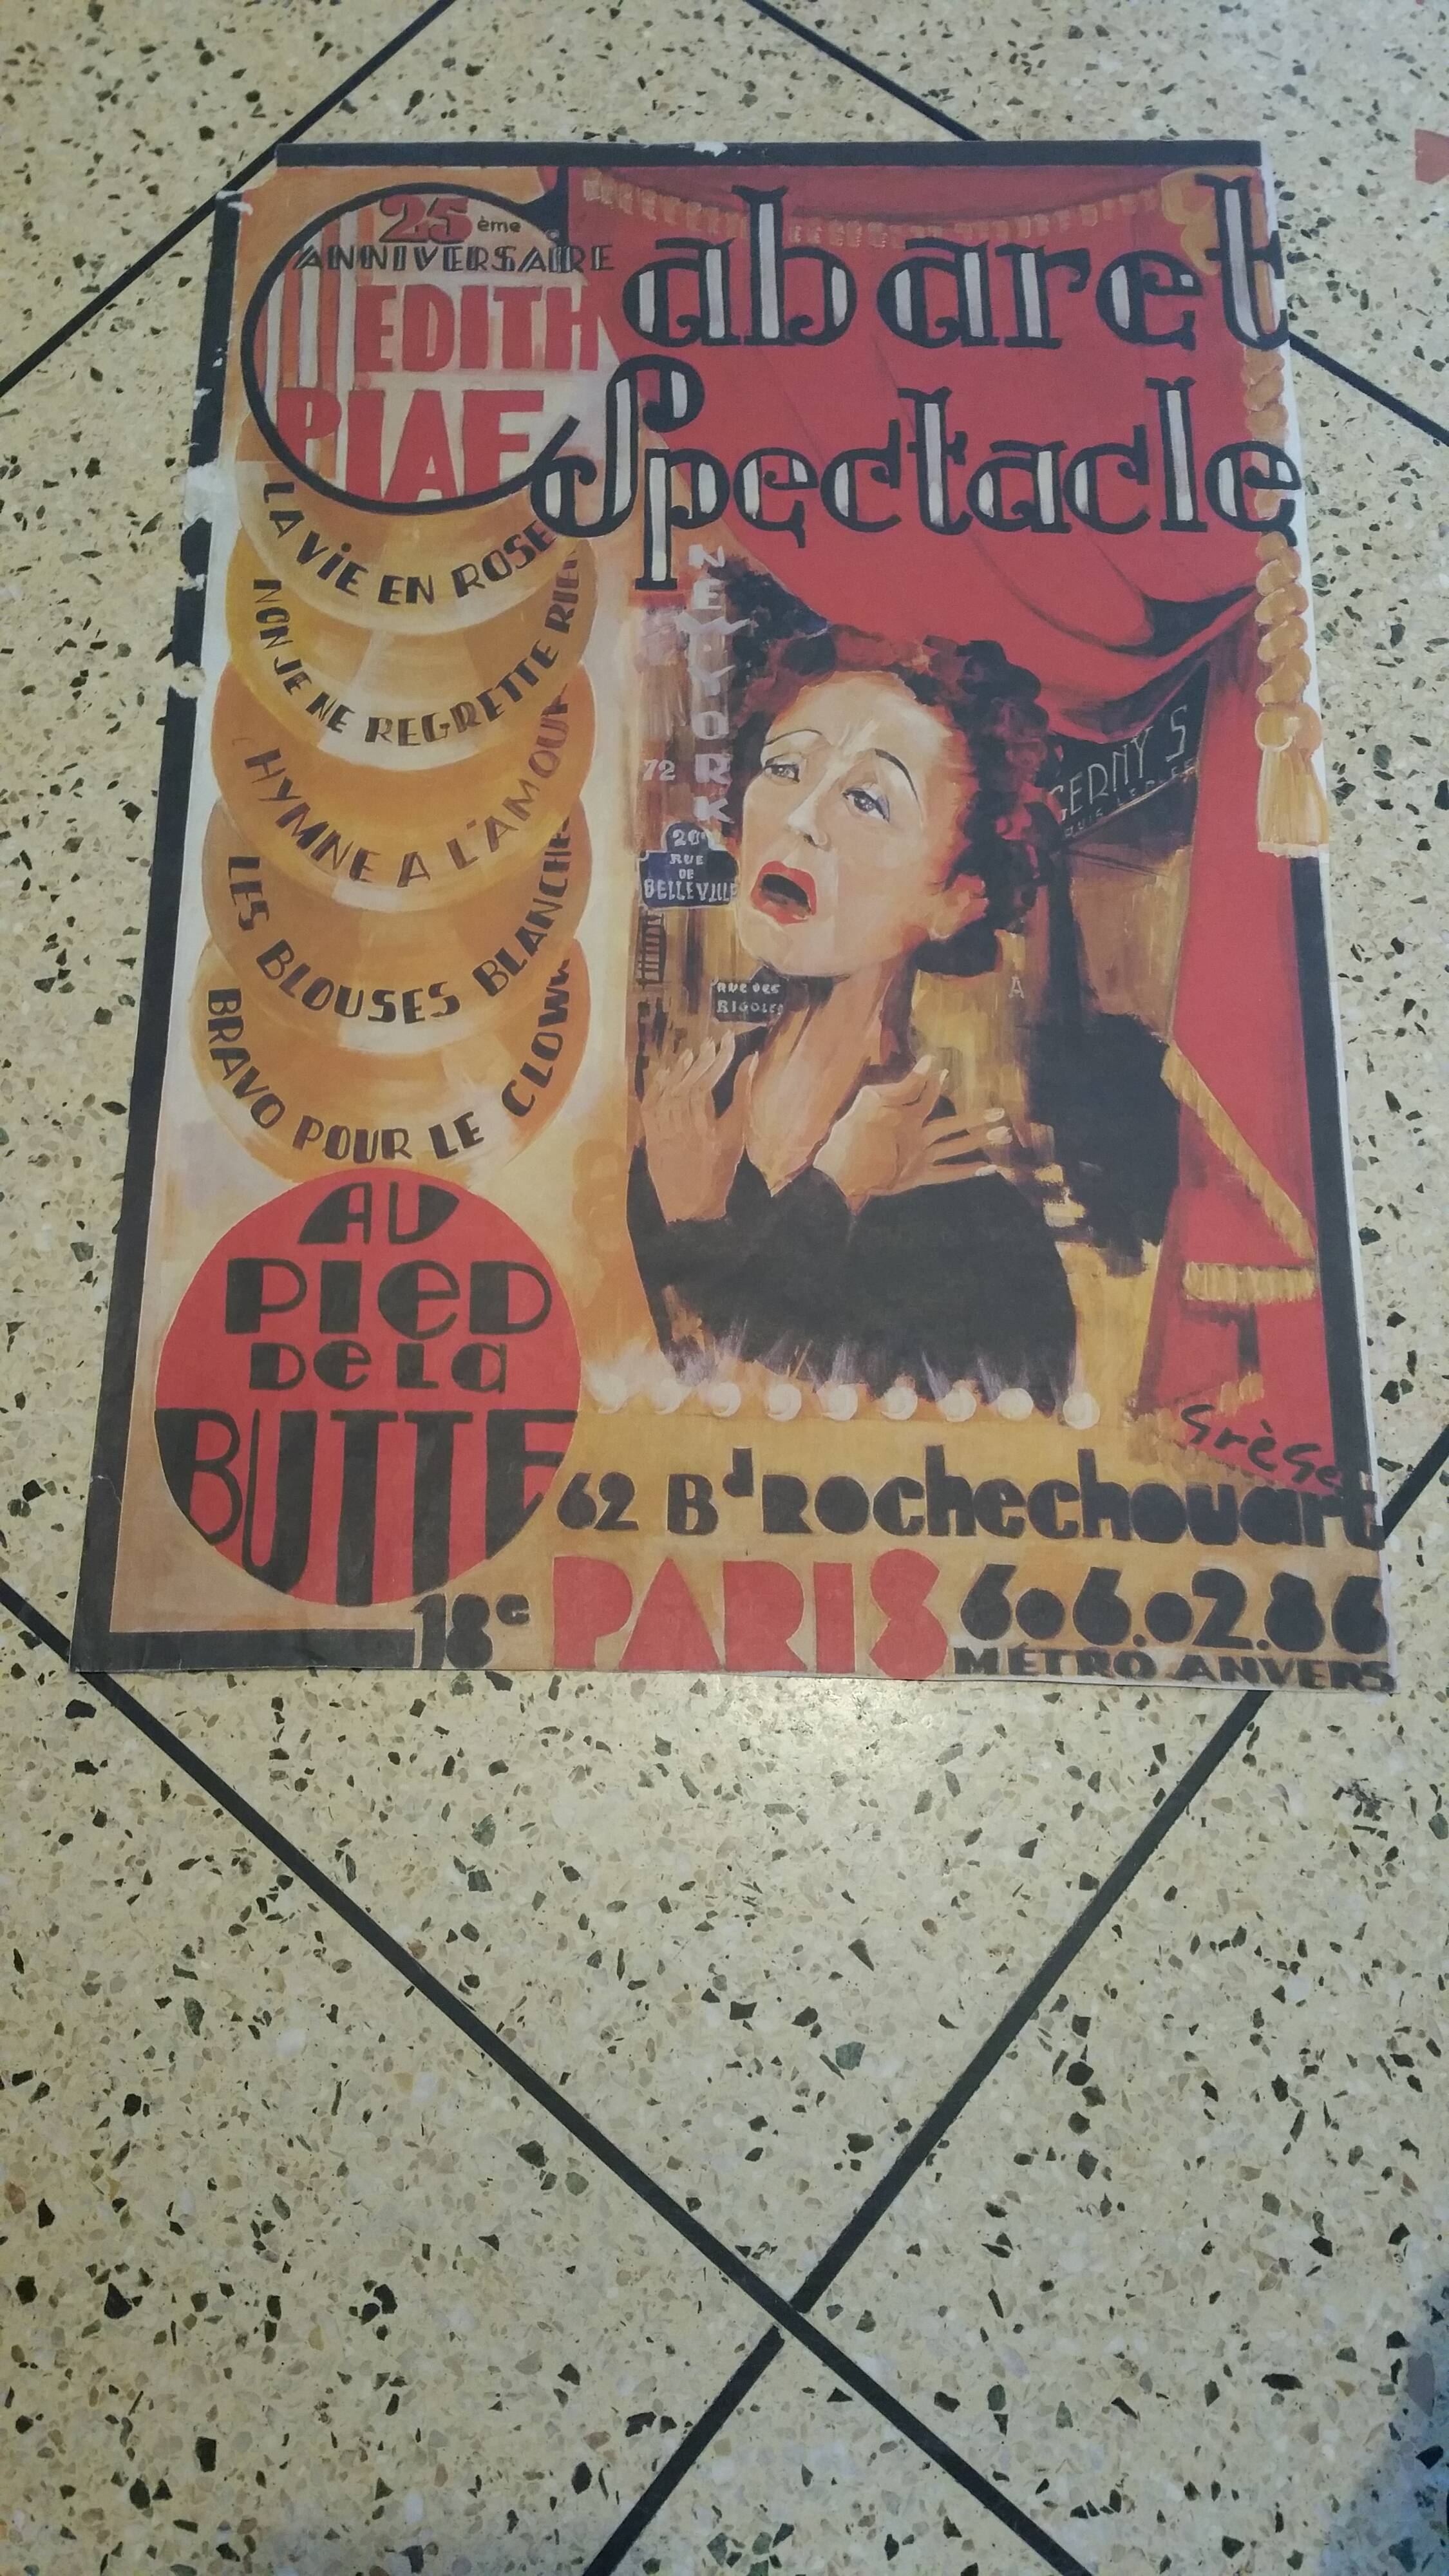 25ème
ANNIVERSAIRE
EDITH
PIAF
Cabaret
Spectacle
LA VIE EN ROSE
NON JE NE REGRETTE RIEN
HYMNE A L'AMOUR
LES BLOUSES BLANCHES
BRAVO POUR LE CLOWN
NEW YORK
72
20e
RUE
DE
BELLEVILLE
RUE DES
RIGOLES
GERNY'S
A
AU
PIED
De La
BUTTE
Grèse
62 Bd Rochechouart
18e PARIS 6.06.02.86
MÉTRO ANVERS